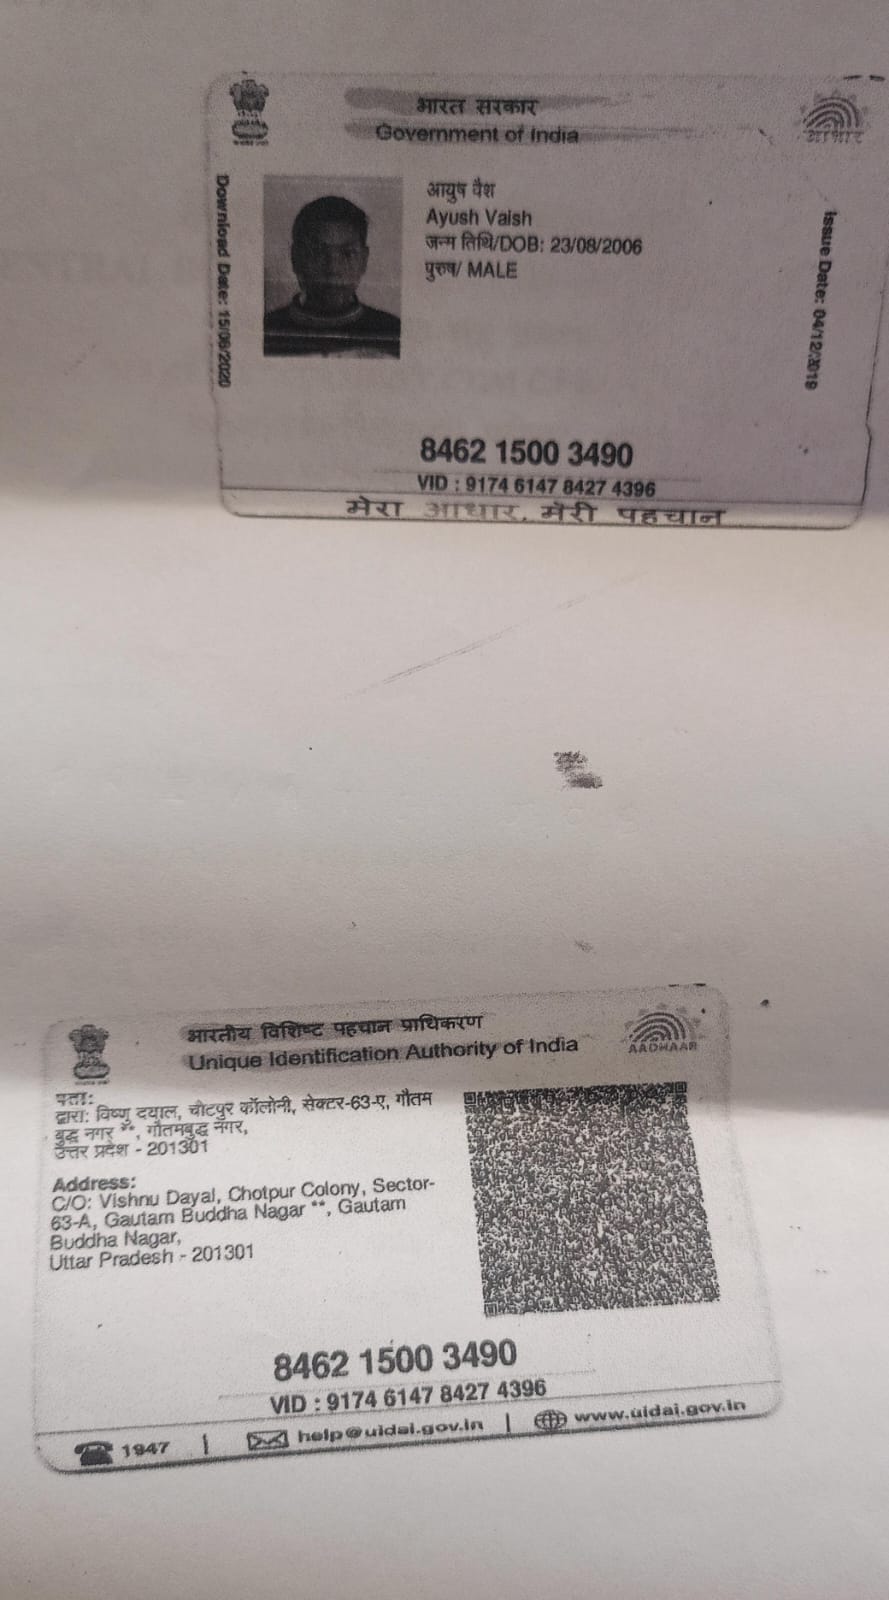 भारत सरकार
Government of India
आधार
Download Date: 15/06/2020
आयुष वैश
Ayush Vaish
जन्म तिथि/DOB: 23/08/2006
पुरुष/ MALE
Issue Date: 04/12/2019
8462 1500 3490
VID : 9174 6147 8427 4396
मेरा आधार, मेरी पहचान
भारतीय विशिष्ट पहचान प्राधिकरण
Unique Identification Authority of India
AADHAAR
पता:
द्वारा: विष्णु दयाल, चोटपुर कॉलोनी, सेक्टर-63-ए, गौतम
बुद्ध नगर **, गौतमबुद्ध नगर,
उत्तर प्रदेश - 201301
Address:
C/O: Vishnu Dayal, Chotpur Colony, Sector-
63-A, Gautam Buddha Nagar **, Gautam
Buddha Nagar,
Uttar Pradesh - 201301
8462 1500 3490
VID : 9174 6147 8427 4396
1947 | help@uidai.gov.in | www.uidai.gov.in